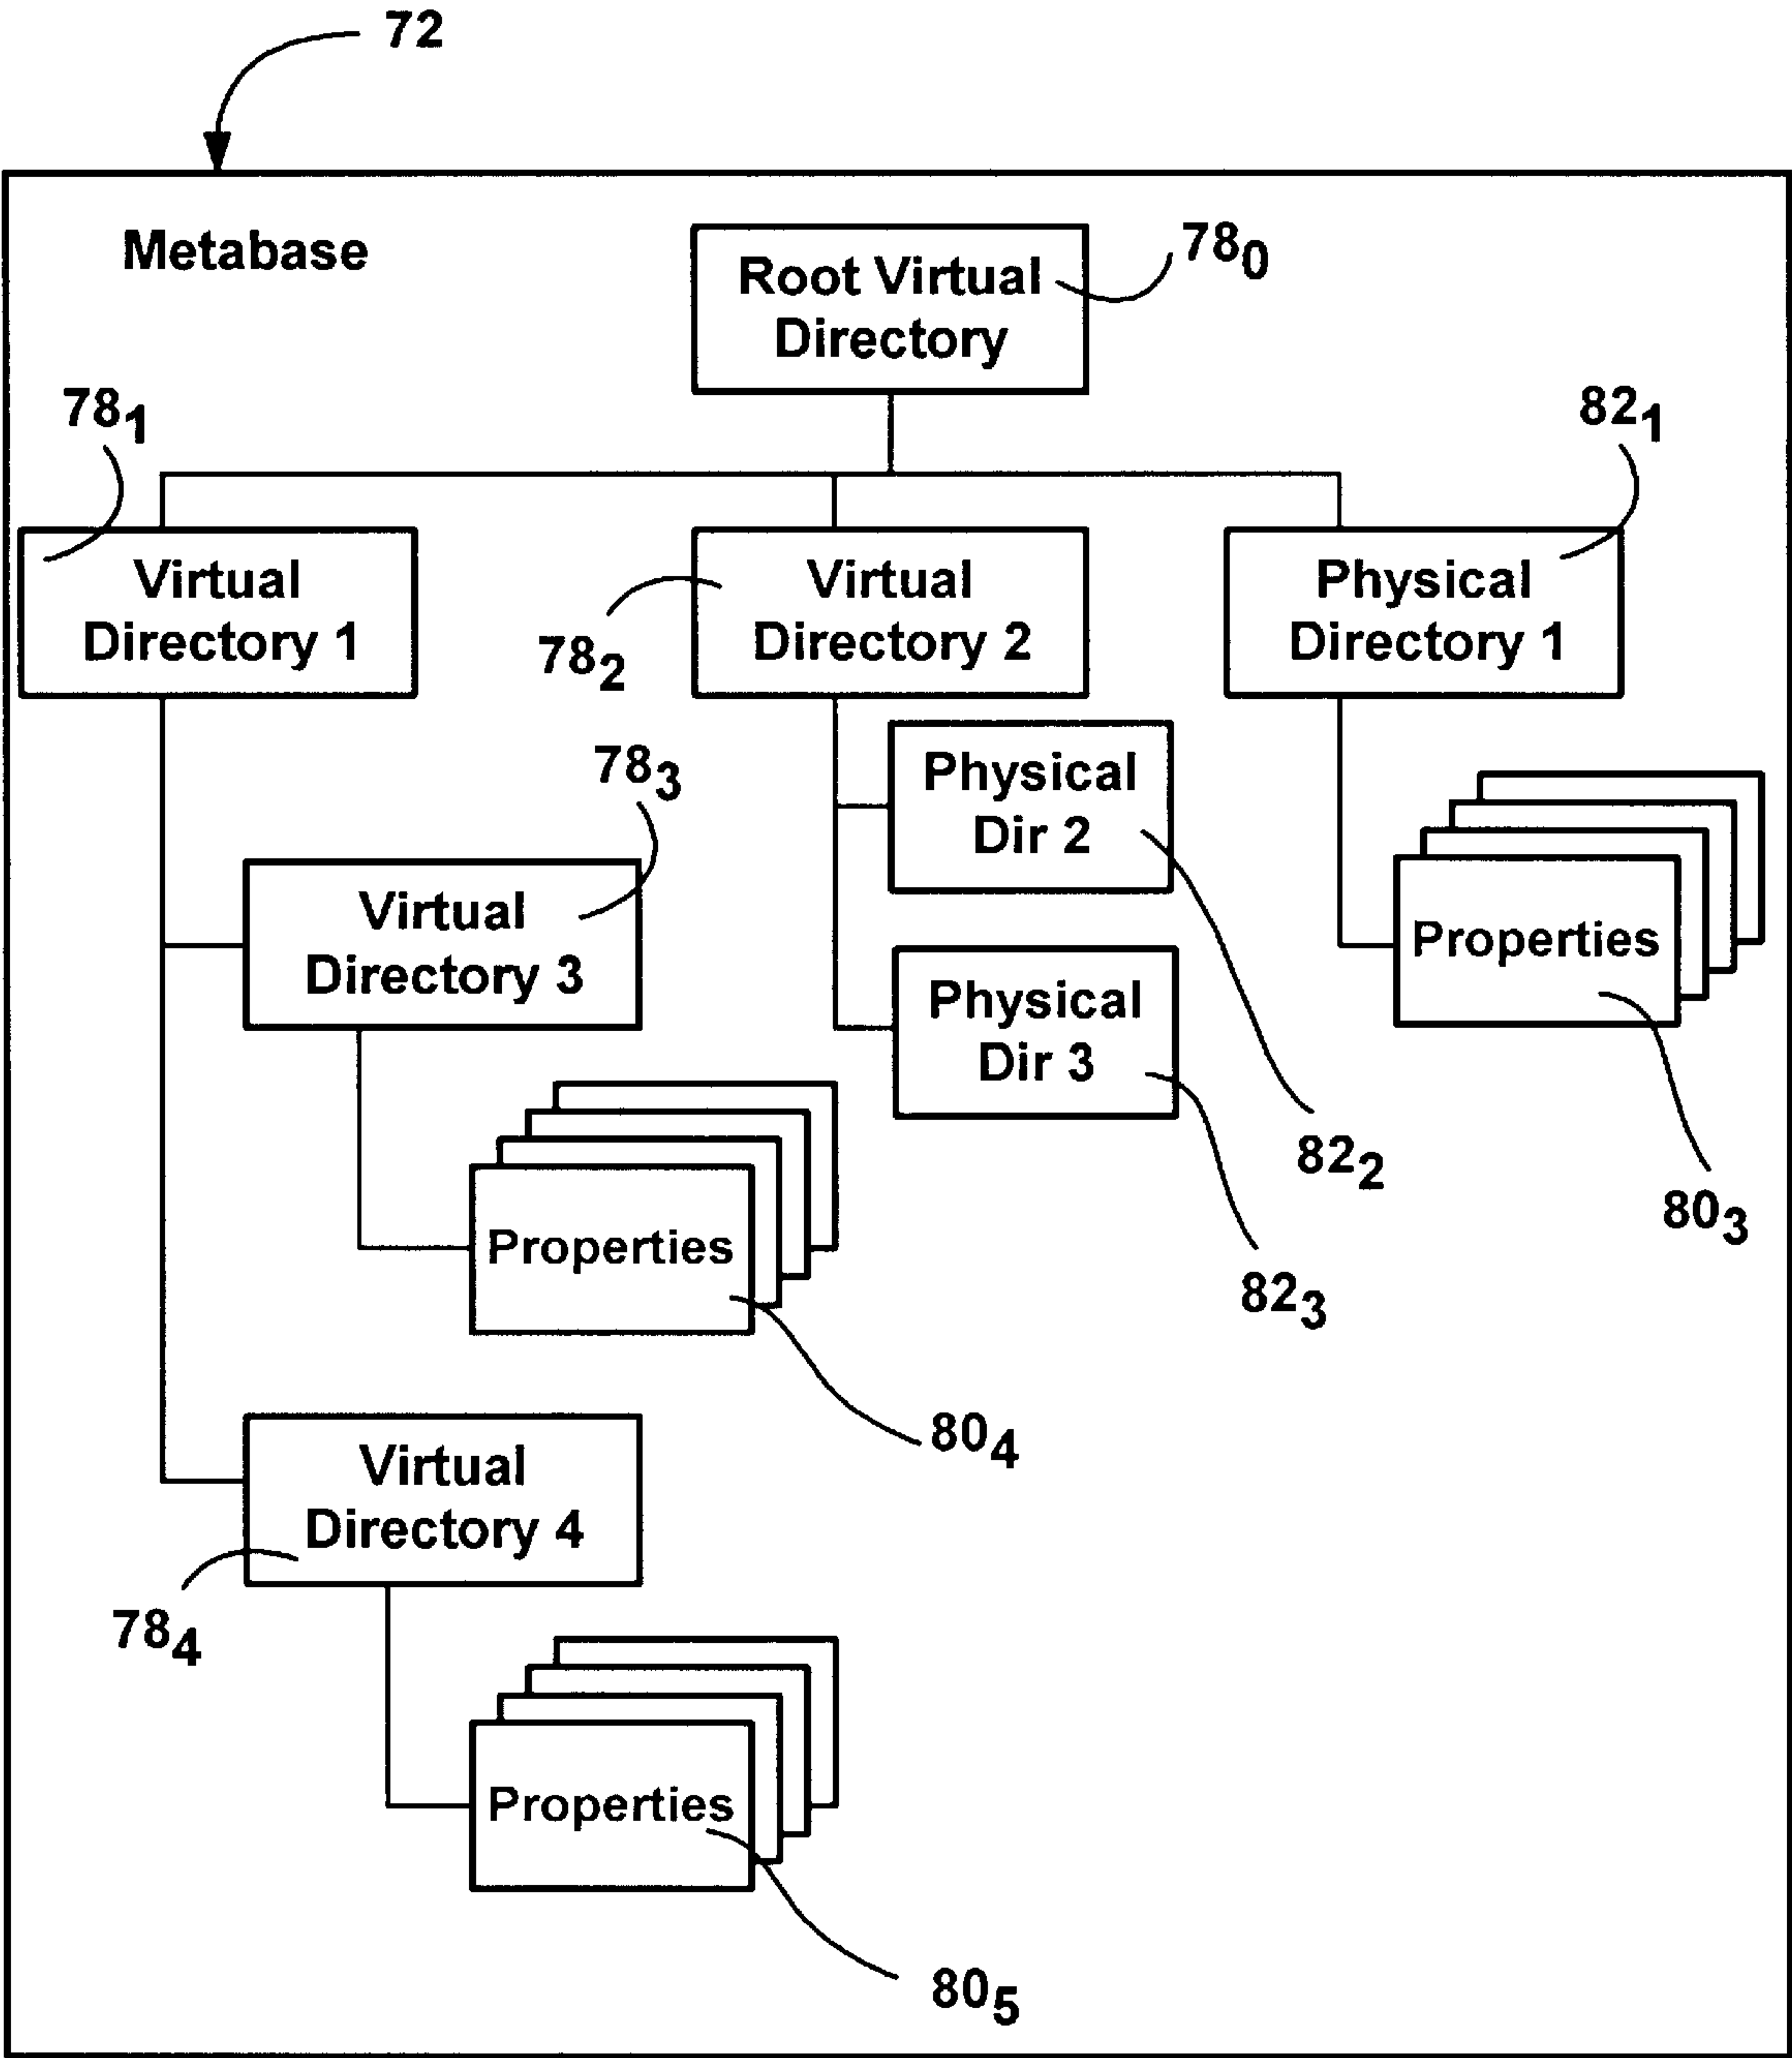 72
Metabase
Root Virtual
Directory
78₀
78₁
82₁
Virtual
Directory 1
78₂
Virtual
Directory 2
Physical
Directory 1
78₃
Physical
Dir 2
Virtual
Directory 3
Physical
Dir 3
Properties
82₂
80₃
Properties
82₃
80₄
Virtual
Directory 4
78₄
Properties
80₅